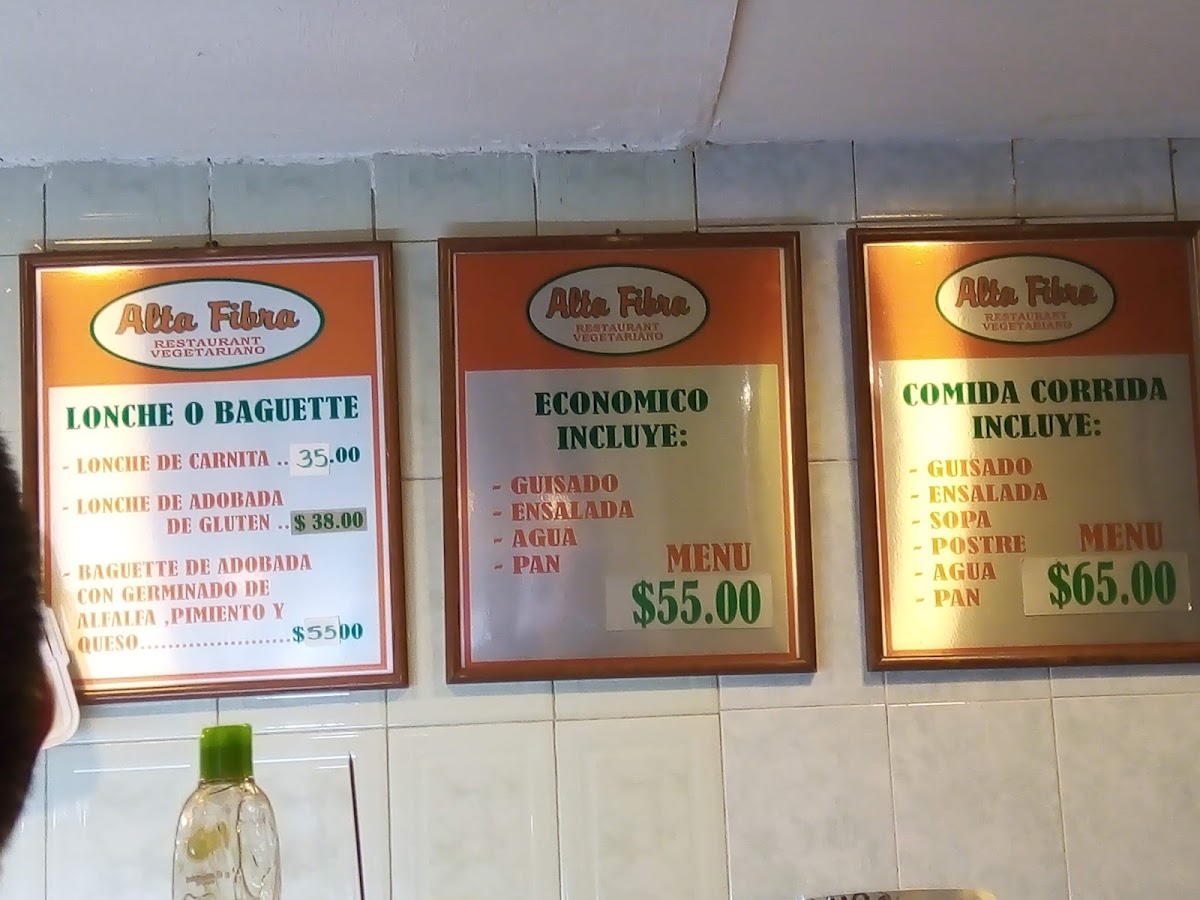 Alta Fibra
RESTAURANT
VEGETARIANO
LONCHE O BAGUETTE
- LONCHE DE CARNITA .. 35.00
- LONCHE DE ADOBADA
DE GLUTEN .. $ 38.00
- BAGUETTE DE ADOBADA
CON GERMINADO DE
ALFALFA ,PIMIENTO Y
QUESO......................$5500
Alta Fibra
RESTAURANT
VEGETARIANO
ECONOMICO
INCLUYE:
- GUISADO
- ENSALADA
- AGUA
- PAN
MENU
$55.00
Alta Fibra
RESTAURANT
VEGETARIANO
COMIDA CORRIDA
INCLUYE:
- GUISADO
- ENSALADA
- SOPA
- POSTRE
- AGUA
- PAN
MENU
$65.00